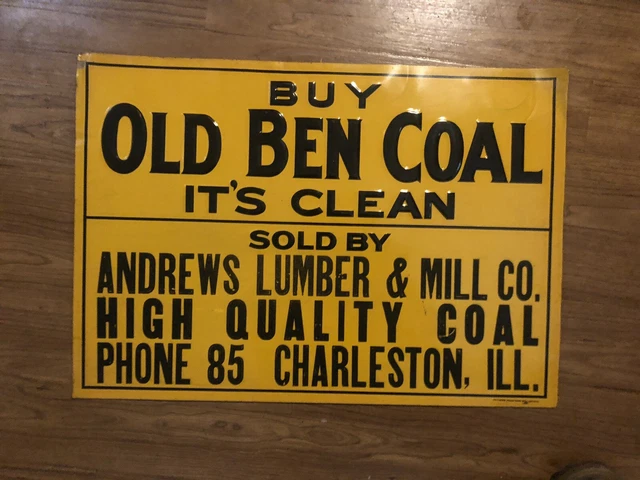 BUY
OLD BEN COAL
IT'S CLEAN
SOLD BY
ANDREWS LUMBER & MILL CO.
HIGH QUALITY COAL
PHONE 85 CHARLESTON, ILL.